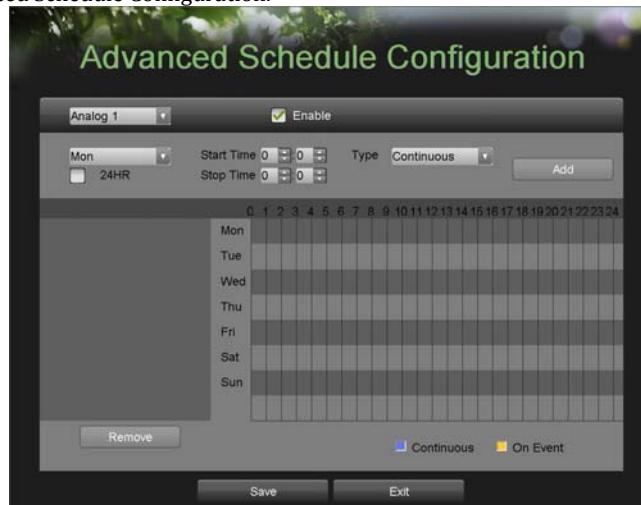 Advanced Schedule Configuration
Analog 1 Enable
Mon Start Time 0 : 0 Type Continuous Add
24HR Stop Time 0 : 0
0 1 2 3 4 5 6 7 8 9 10 11 12 13 14 15 16 17 18 19 20 21 22 23 24
Mon
Tue
Wed
Thu
Fri
Sat
Sun
Remove Continuous On Event
Save Exit